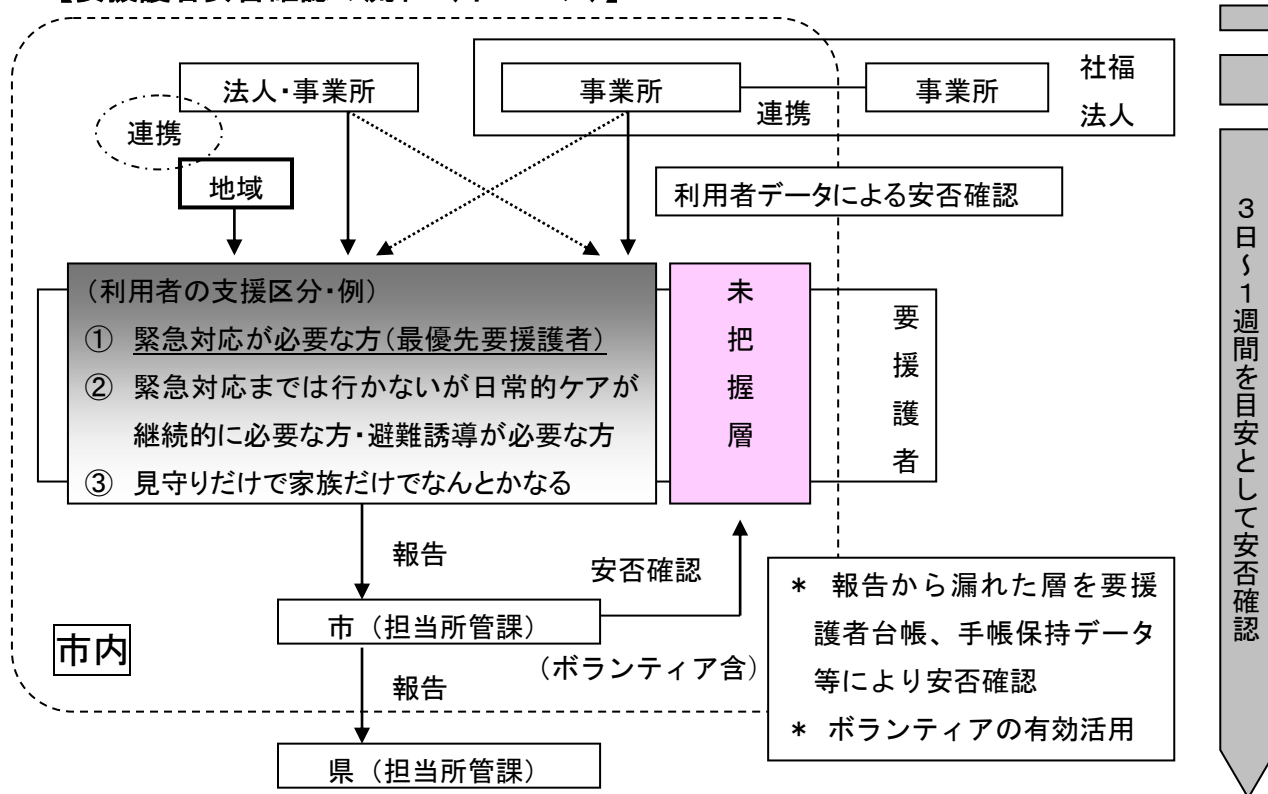 法人・事業所
事業所
連携
事業所
社福
法人
連携
地域
利用者データによる安否確認
(利用者の支援区分・例)
① 緊急対応が必要な方(最優先要援護者)
② 緊急対応までは行かないが日常的ケアが
継続的に必要な方・避難誘導が必要な方
③ 見守りだけで家族だけでなんとかなる
未把握層
要援護者
報告
安否確認
市(担当所管課)
(ボランティア含)
市内
報告
県(担当所管課)
* 報告から漏れた層を要援
護者台帳、手帳保持データ
等により安否確認
* ボランティアの有効活用
3日~1週間を目安として安否確認